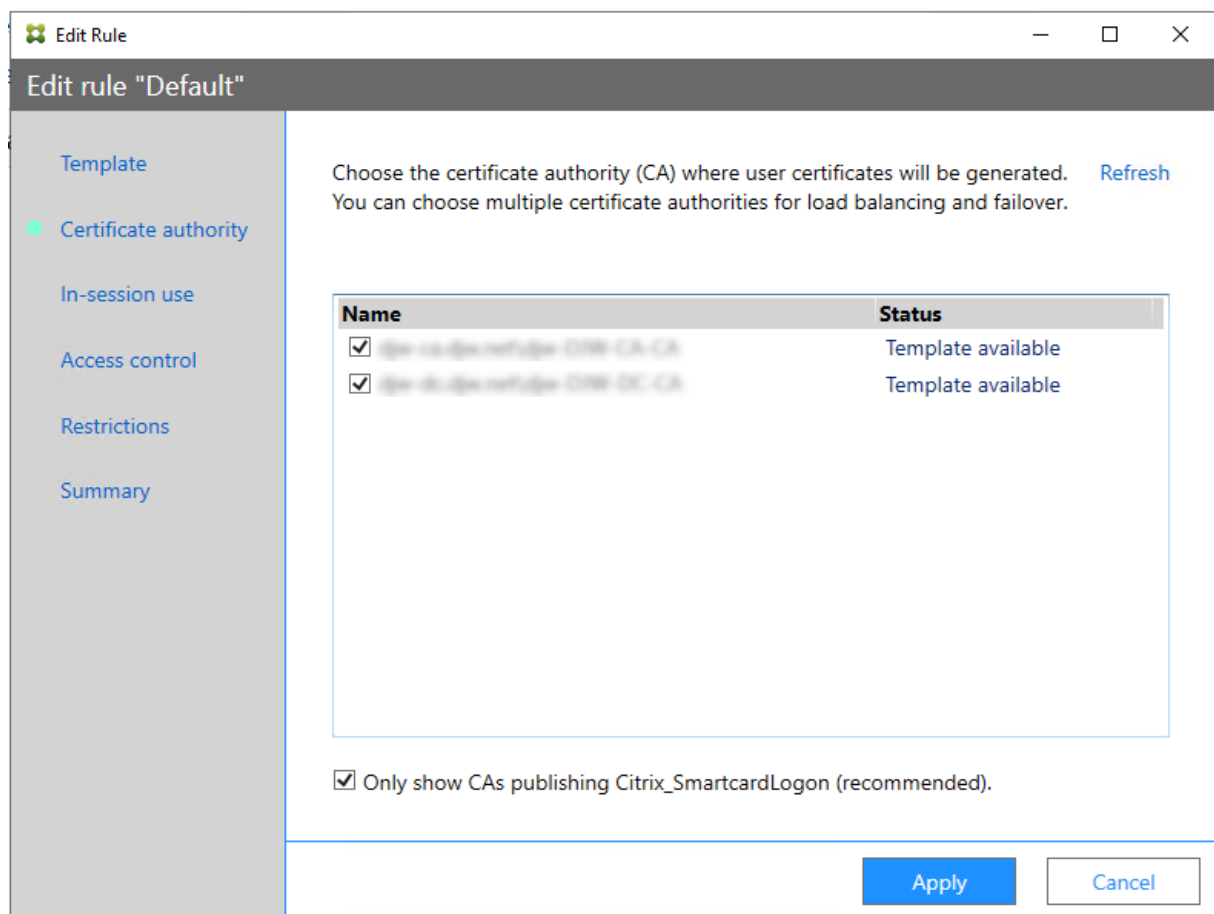 Edit Rule
Edit rule "Default"
Template
Certificate authority
In-session use
Access control
Restrictions
Summary
Choose the certificate authority (CA) where user certificates will be generated.
You can choose multiple certificate authorities for load balancing and failover.
Refresh
Name Status
Template available
Template available
Only show CAs publishing Citrix_SmartcardLogon (recommended).
Apply Cancel